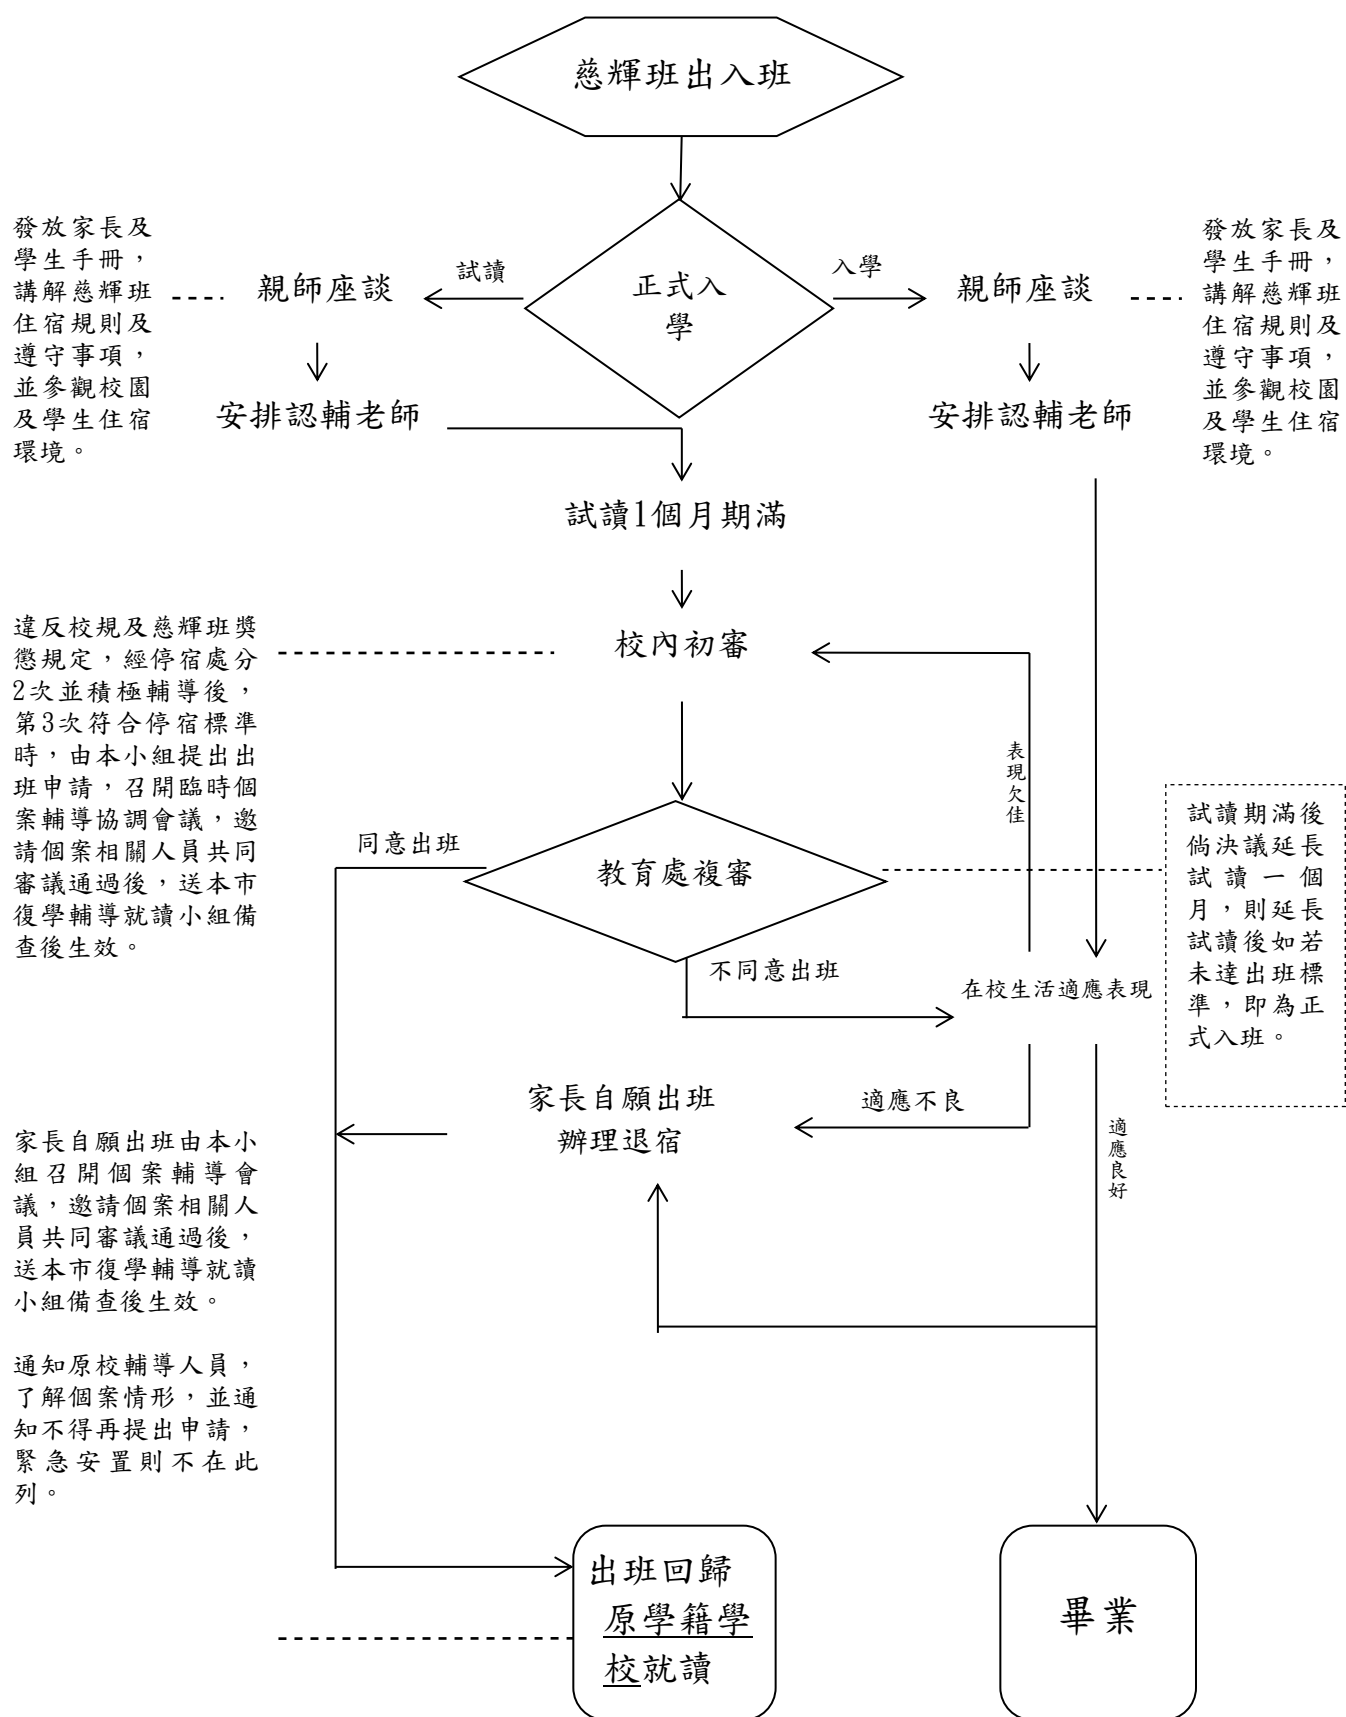 慈輝班出入班
發放家長及
學生手冊，
講解慈輝班
住宿規則及
遵守事項，
並參觀校園
及學生住宿
環境。
親師座談
試讀
正式入
學
入學
親師座談
發放家長及
學生手冊，
講解慈輝班
住宿規則及
遵守事項，
並參觀校園
及學生住宿
環境。
安排認輔老師
安排認輔老師
試讀1個月期滿
違反校規及慈輝班獎
懲規定，經停宿處分
2次並積極輔導後，
第3次符合停宿標準
時，由本小組提出出
班申請，召開臨時個
案輔導協調會議，邀
請個案相關人員共同
審議通過後，送本市
復學輔導就讀小組備
查後生效。
校內初審
表現欠佳
同意出班
教育處複審
試讀期滿後
倘決議延長
試讀一個
月，則延長
試讀後如若
未達出班標
準，即為正
式入班。
不同意出班
在校生活適應表現
家長自願出班
辦理退宿
適應不良
適應良好
家長自願出班由本小
組召開個案輔導會
議，邀請個案相關人
員共同審議通過後，
送本市復學輔導就讀
小組備查後生效。
通知原校輔導人員，
了解個案情形，並通
知不得再提出申請，
緊急安置則不在此
列。
出班回歸
原學籍學
校就讀
畢業